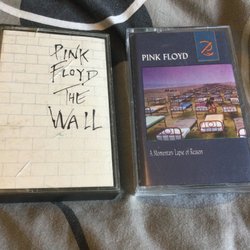 PINK
FLOYD
THE
WALL
PINK FLOYD
A Momentary Lapse of Reason